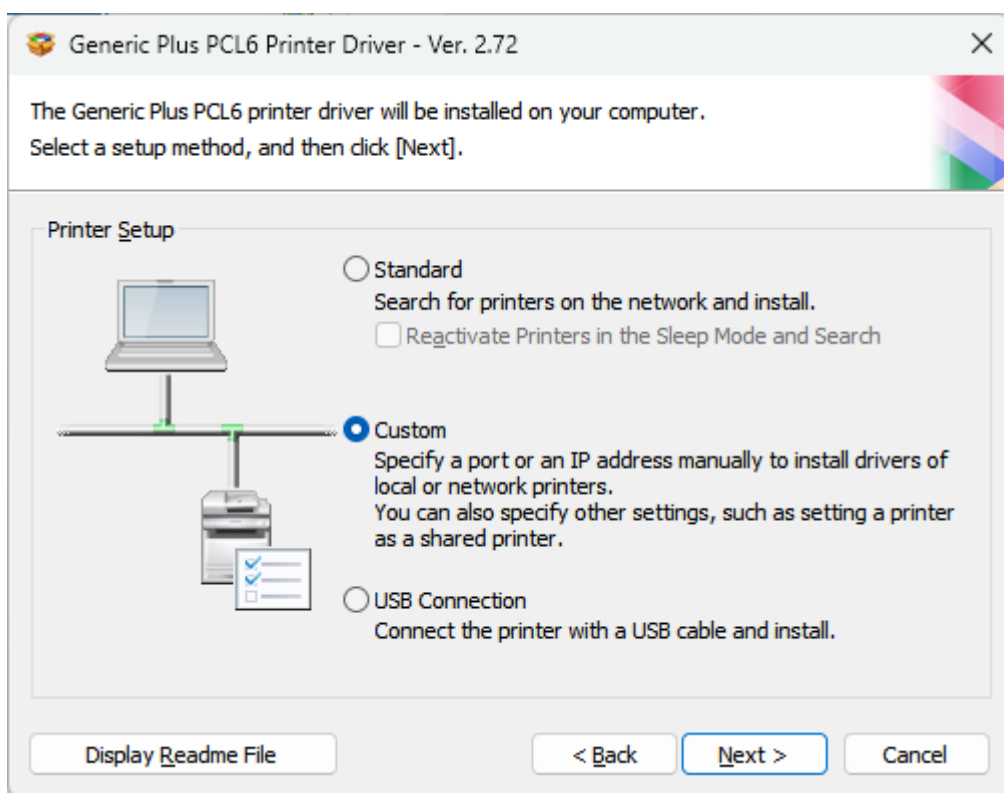 Generic Plus PCL6 Printer Driver - Ver. 2.72
The Generic Plus PCL6 printer driver will be installed on your computer.
Select a setup method, and then click [Next].
Printer Setup
Standard
Search for printers on the network and install.
Reactivate Printers in the Sleep Mode and Search
Custom
Specify a port or an IP address manually to install drivers of
local or network printers.
You can also specify other settings, such as setting a printer
as a shared printer.
USB Connection
Connect the printer with a USB cable and install.
Display Readme File
< Back
Next >
Cancel